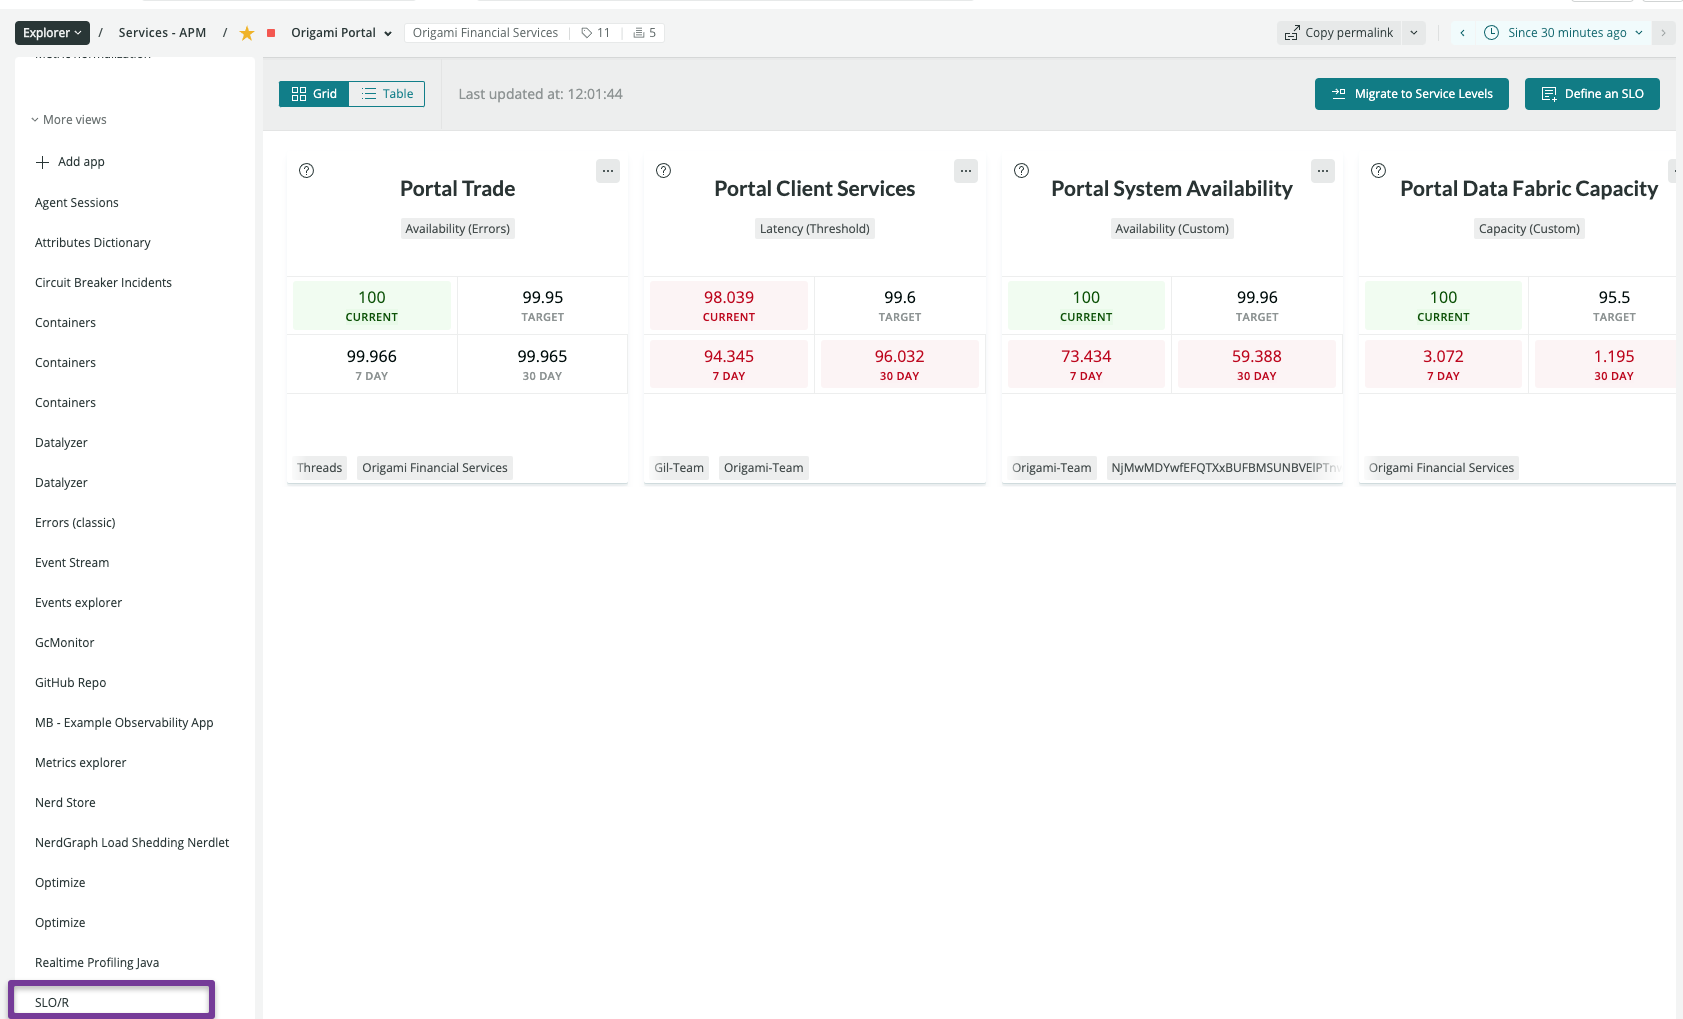 Explorer / Services - APM / Origami Portal Origami Financial Services 11 5 Copy permalink Since 30 minutes ago
Metric normalization
More views
Add app
Agent Sessions
Attributes Dictionary
Circuit Breaker Incidents
Containers
Containers
Containers
Datalyzer
Datalyzer
Errors (classic)
Event Stream
Events explorer
GcMonitor
GitHub Repo
MB - Example Observability App
Metrics explorer
Nerd Store
NerdGraph Load Shedding Nerdlet
Optimize
Optimize
Realtime Profiling Java
SLO/R
Grid Table Last updated at: 12:01:44 Migrate to Service Levels Define an SLO
Portal Trade
Availability (Errors)
100 99.95
CURRENT TARGET
99.966 99.965
7 DAY 30 DAY
Threads Origami Financial Services
Portal Client Services
Latency (Threshold)
98.039 99.6
CURRENT TARGET
94.345 96.032
7 DAY 30 DAY
Gil-Team Origami-Team
Portal System Availability
Availability (Custom)
100 99.96
CURRENT TARGET
73.434 59.388
7 DAY 30 DAY
Origami-Team
Portal Data Fabric Capacity
Capacity (Custom)
100 95.5
CURRENT TARGET
3.072 1.195
7 DAY 30 DAY
Origami Financial Services